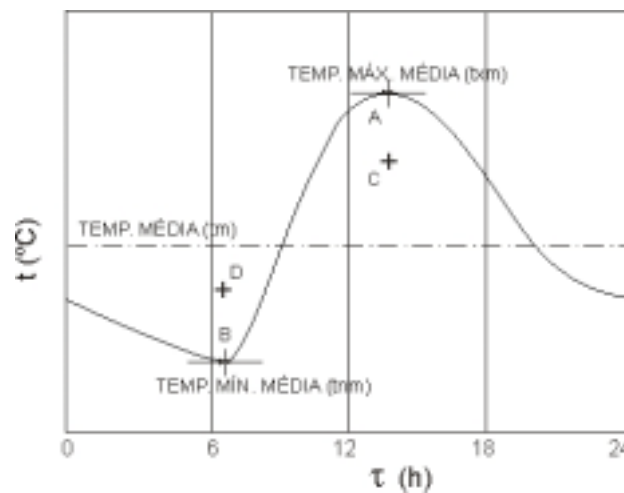 TEMP. MÁX. MÉDIA (txm)
A
C
TEMP. MÉDIA (tm)
D
B
TEMP. MÍN. MÉDIA (tnm)
t (ºC)
0 6 12 18 24
τ (h)